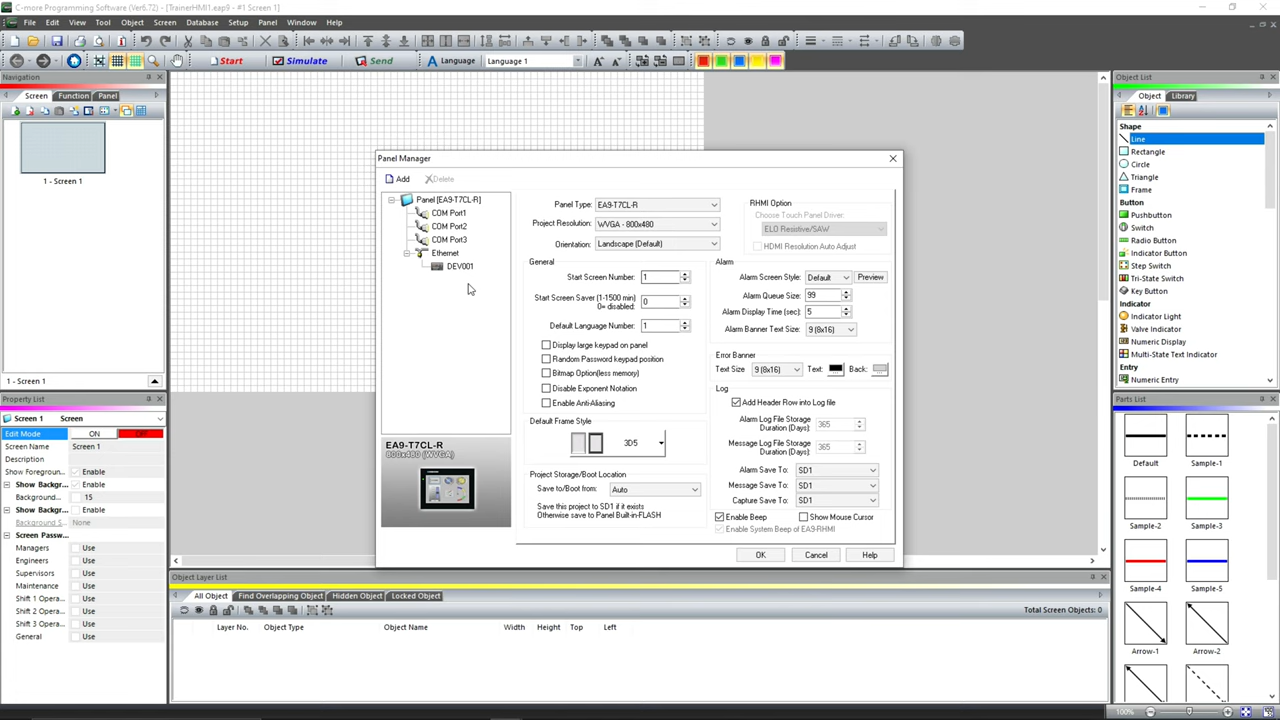 C-more Programming Software (Ver6.72) - [TrainerHMI1.eap9 - #1 Screen 1]
File Edit View Tool Object Screen Database Setup Panel Window Help
Start Simulate Send Language Language 1
Navigation
Screen Function Panel
1 - Screen 1
1 - Screen 1
Property List
Screen 1 Screen
Edit Mode ON
Screen Name Screen 1
Description
Show Foregroun... Enable
Show Backgr... Enable
Background... 15
Show Backgr... Enable
Background S... None
Screen Passw...
Managers Use
Engineers Use
Supervisors Use
Maintenance Use
Shift 1 Opera... Use
Shift 2 Opera... Use
Shift 3 Opera... Use
General Use
Panel Manager
Add Delete
Panel [EA9-T7CL-R]
COM Port1
COM Port2
COM Port3
Ethernet
DEV001
EA9-T7CL-R
800x480 (WVGA)
Panel Type: EA9-T7CL-R
Project Resolution: WVGA - 800x480
Orientation: Landscape (Default)
RHMI Option
Choose Touch Panel Driver:
ELO Resistive/SAW
HDMI Resolution Auto Adjust
General
Start Screen Number: 1
Start Screen Saver (1-1500 min)
0= disabled: 0
Default Language Number: 1
Display large keypad on panel
Random Password keypad position
Bitmap Option(less memory)
Disable Exponent Notation
Enable Anti-Aliasing
Default Frame Style
3D5
Project Storage/Boot Location
Save to/Boot from: Auto
Save this project to SD1 if it exists
Otherwise save to Panel Built-in-FLASH
Alarm
Alarm Screen Style: Default Preview
Alarm Queue Size: 99
Alarm Display Time (sec): 5
Alarm Banner Text Size: 9 (8x16)
Error Banner
Text Size 9 (8x16) Text: Back:
Log
Add Header Row into Log file
Alarm Log File Storage
Duration (Days): 365
Message Log File Storage
Duration (Days): 365
Alarm Save To: SD1
Message Save To: SD1
Capture Save To: SD1
Enable Beep Show Mouse Cursor
Enable System Beep of EA9-RHMI
OK Cancel Help
Object Layer List
All Object Find Overlapping Object Hidden Object Locked Object
Total Screen Objects: 0
Layer No. Object Type Object Name Width Height Top Left
Object List
Object Library
Shape
Line
Rectangle
Circle
Triangle
Frame
Button
Pushbutton
Switch
Radio Button
Indicator Button
Step Switch
Tri-State Switch
Key Button
Indicator
Indicator Light
Valve Indicator
Numeric Display
Multi-State Text Indicator
Entry
Numeric Entry
Parts List
Default Sample-1
Sample-2 Sample-3
Sample-4 Sample-5
Arrow-1 Arrow-2
100%